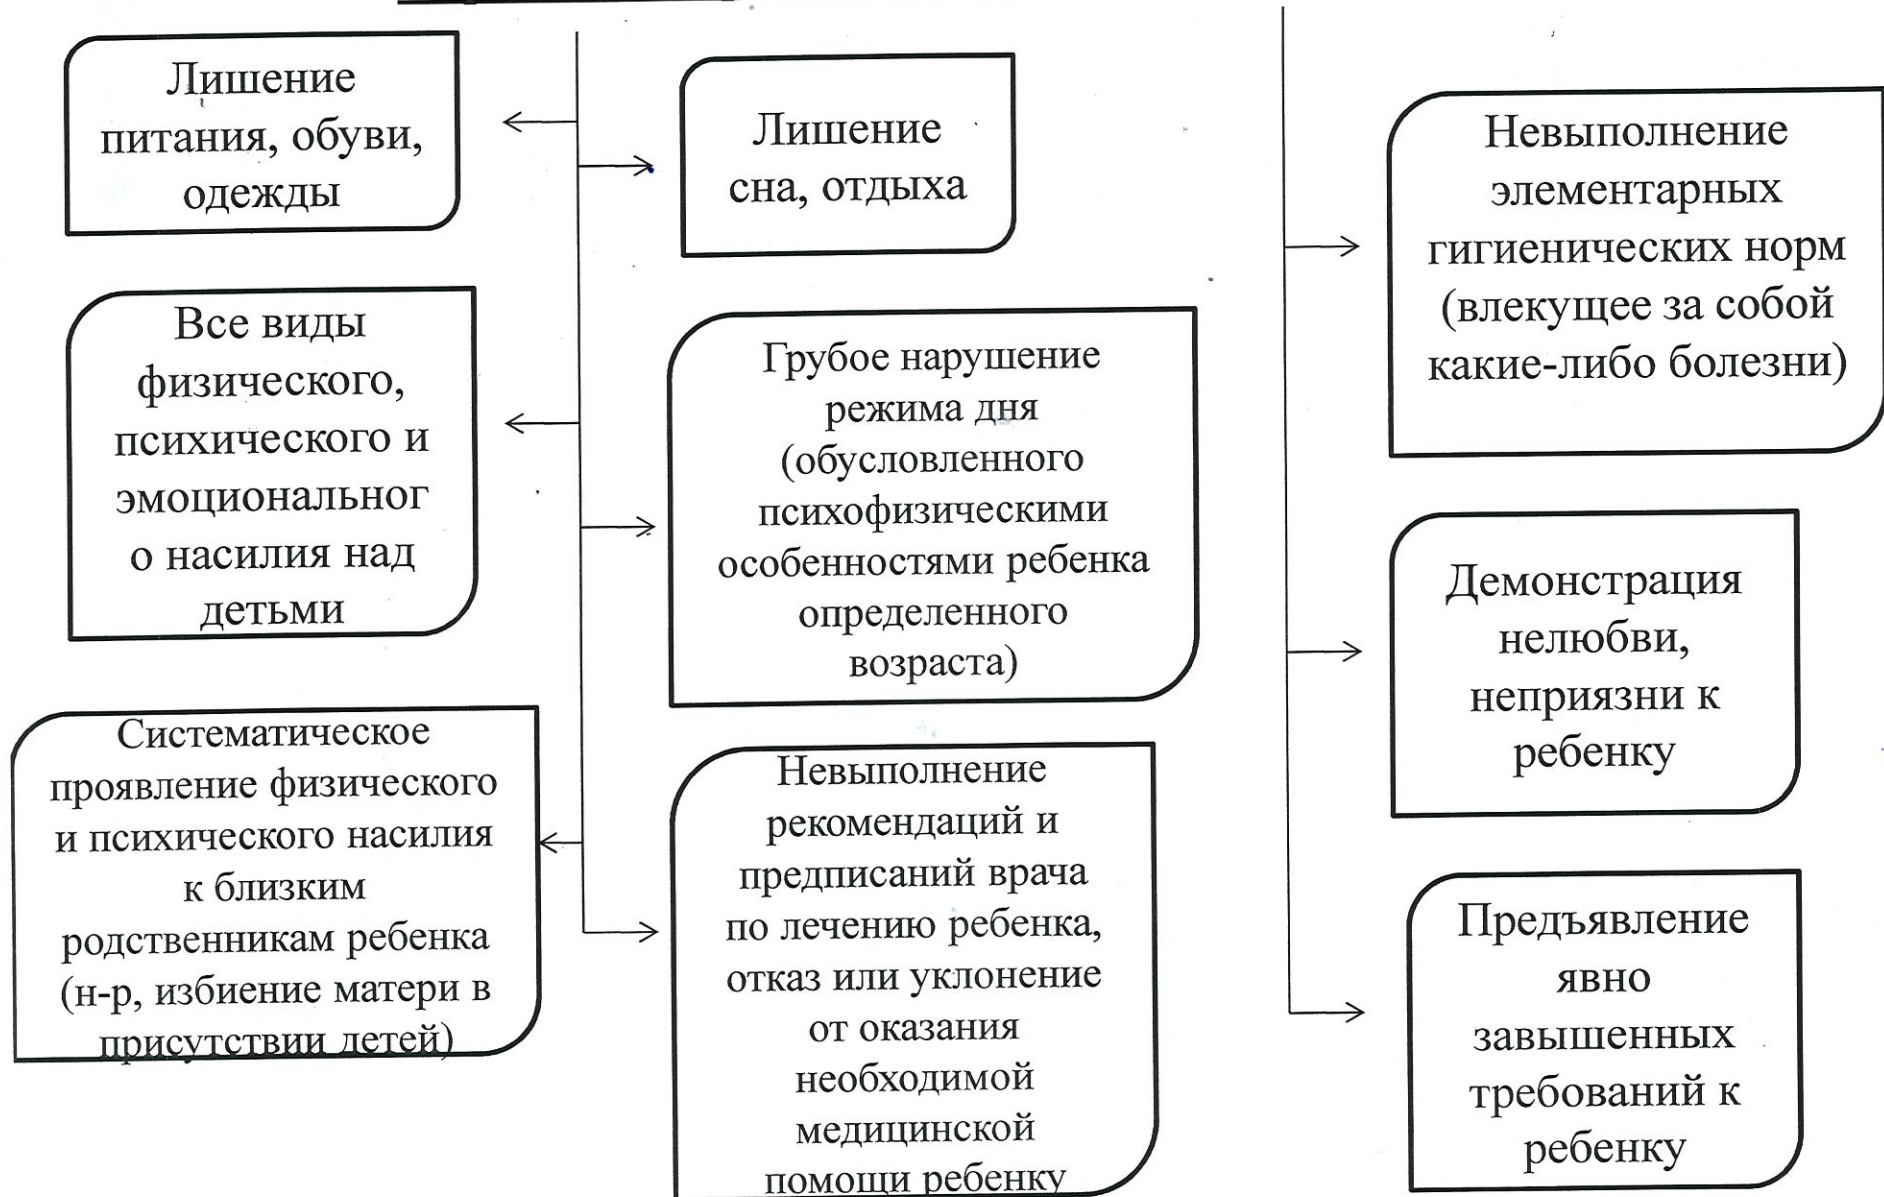 Лишение
питания, обуви,
одежды
Лишение
сна, отдыха
Невыполнение
элементарных
гигиенических норм
(влекущее за собой
какие-либо болезни)
Все виды
физического,
психического и
эмоциональног
о насилия над
детьми
Грубое нарушение
режима дня
(обусловленного
психофизическими
особенностями ребенка
определенного
возраста)
Демонстрация
нелюбви,
неприязни к
ребенку
Систематическое
проявление физического
и психического насилия
к близким
родственникам ребенка
(н-р, избиение матери в
присутствии детей)
Невыполнение
рекомендаций и
предписаний врача
по лечению ребенка,
отказ или уклонение
от оказания
необходимой
медицинской
помощи ребенку
Предъявление
явно
завышенных
требований к
ребенку